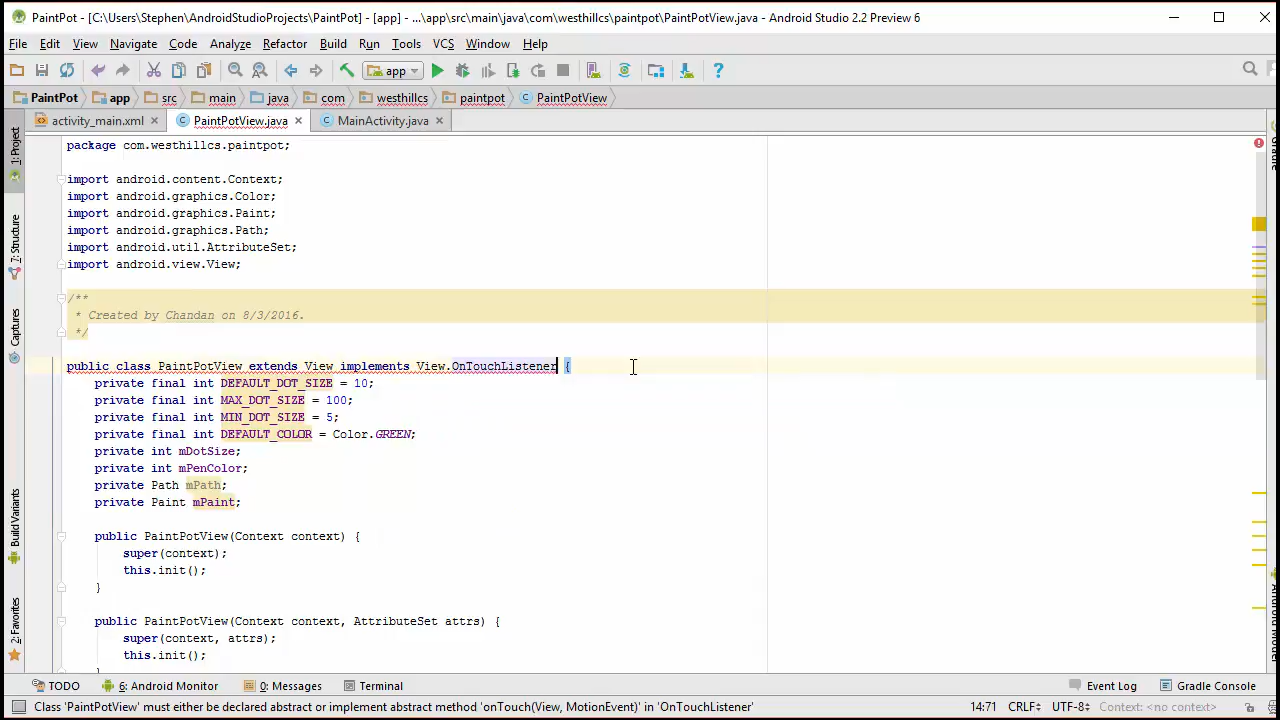 PaintPot - [C:\Users\Stephen\AndroidStudioProjects\PaintPot] - [app] - ...\app\src\main\java\com\westhillcs\paintpot\PaintPotView.java - Android Studio 2.2 Preview 6
File Edit View Navigate Code Analyze Refactor Build Run Tools VCS Window Help
app
PaintPot app src main java com westhillcs paintpot PaintPotView
activity_main.xml PaintPotView.java MainActivity.java
1: Project
7: Structure
Captures
Build Variants
2: Favorites
package com.westhillcs.paintpot;
import android.content.Context;
import android.graphics.Color;
import android.graphics.Paint;
import android.graphics.Path;
import android.util.AttributeSet;
import android.view.View;
/**
* Created by Chandan on 8/3/2016.
*/
public class PaintPotView extends View implements View.OnTouchListener {
private final int DEFAULT_DOT_SIZE = 10;
private final int MAX_DOT_SIZE = 100;
private final int MIN_DOT_SIZE = 5;
private final int DEFAULT_COLOR = Color.GREEN;
private int mDotSize;
private int mPenColor;
private Path mPath;
private Paint mPaint;
public PaintPotView(Context context) {
super(context);
this.init();
}
public PaintPotView(Context context, AttributeSet attrs) {
super(context, attrs);
this.init();
TODO 6: Android Monitor 0: Messages Terminal Event Log Gradle Console
Class 'PaintPotView' must either be declared abstract or implement abstract method 'onTouch(View, MotionEvent)' in 'OnTouchListener' 14:71 CRLF UTF-8 Context: <no context>